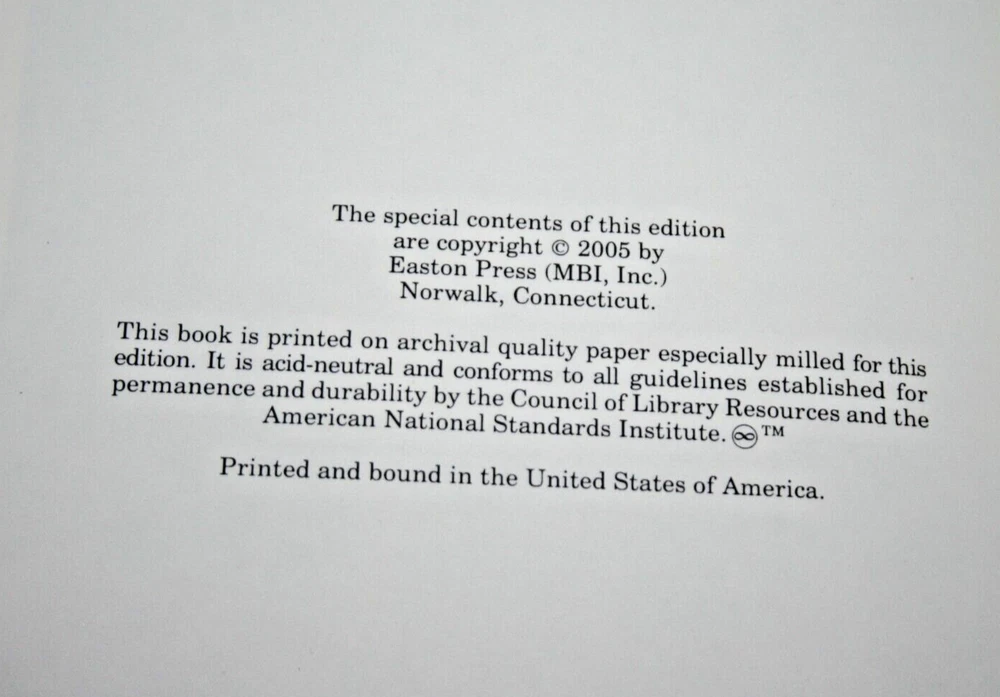 The special contents of this edition
are copyright © 2005 by
Easton Press (MBI, Inc.)
Norwalk, Connecticut.
This book is printed on archival quality paper especially milled for this
edition. It is acid-neutral and conforms to all guidelines established for
permanence and durability by the Council of Library Resources and the
American National Standards Institute. ♾™
Printed and bound in the United States of America.